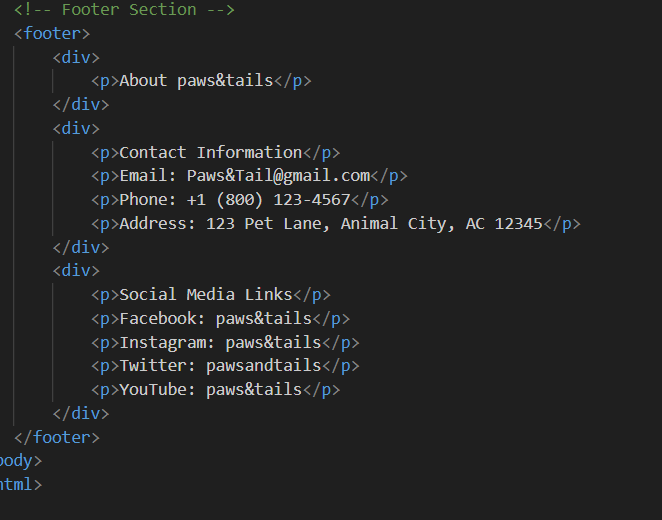 <!-- Footer Section -->
<footer>
<div>
<p>About paws&tails</p>
</div>
<div>
<p>Contact Information</p>
<p>Email: Paws&Tail@gmail.com</p>
<p>Phone: +1 (800) 123-4567</p>
<p>Address: 123 Pet Lane, Animal City, AC 12345</p>
</div>
<div>
<p>Social Media Links</p>
<p>Facebook: paws&tails</p>
<p>Instagram: paws&tails</p>
<p>Twitter: pawsandtails</p>
<p>YouTube: paws&tails</p>
</div>
</footer>
body>
html>